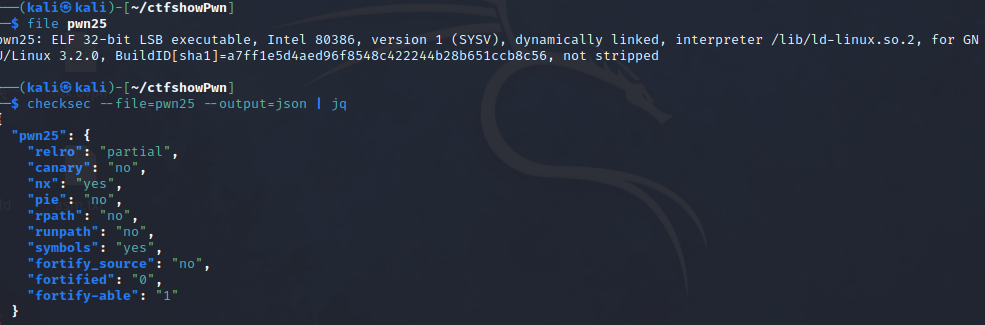 ──(kali㉿kali)-[~/ctfshowPwn]
─$ file pwn25
pwn25: ELF 32-bit LSB executable, Intel 80386, version 1 (SYSV), dynamically linked, interpreter /lib/ld-linux.so.2, for GN
U/Linux 3.2.0, BuildID[sha1]=a7ff1e5d4aed96f8548c422244b28b651ccb8c56, not stripped
──(kali㉿kali)-[~/ctfshowPwn]
─$ checksec --file=pwn25 --output=json | jq
{
  "pwn25": {
    "relro": "partial",
    "canary": "no",
    "nx": "yes",
    "pie": "no",
    "rpath": "no",
    "runpath": "no",
    "symbols": "yes",
    "fortify_source": "no",
    "fortified": "0",
    "fortify-able": "1"
  }